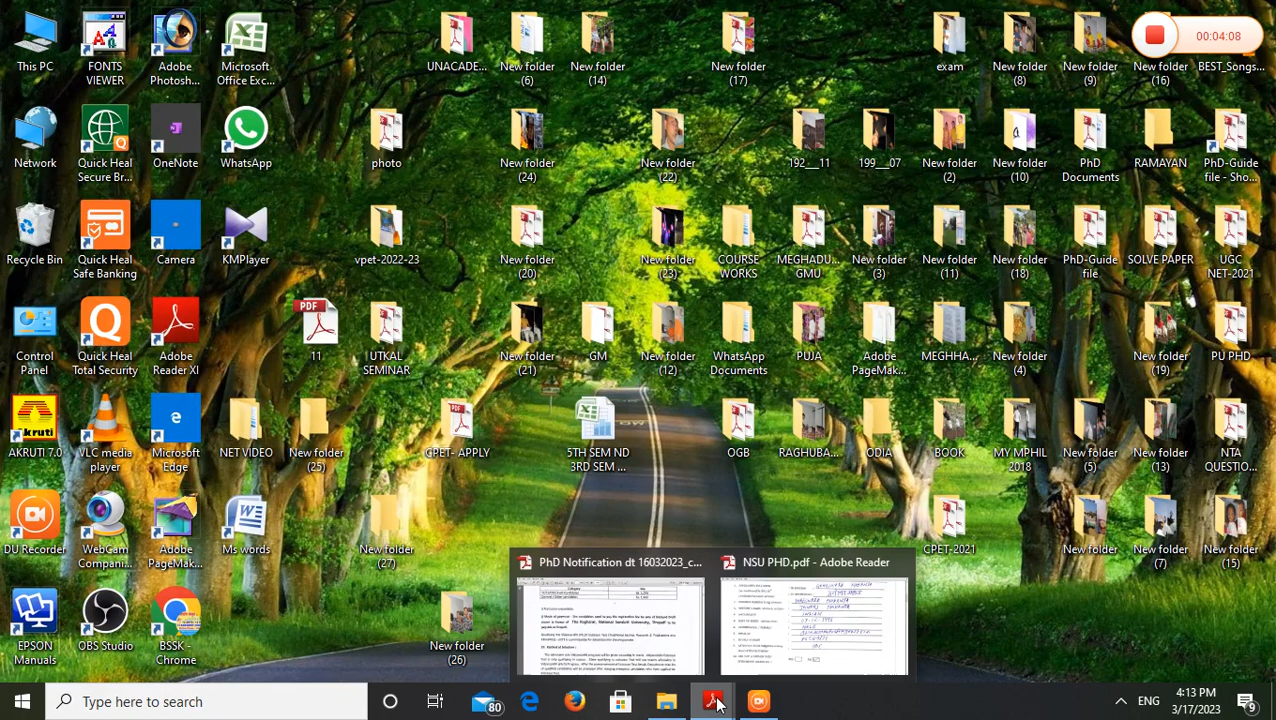 00:04:08
This PC
FONTS
VIEWER
Adobe
Photosh...
Microsoft
Office Exc...
UNACADE...
New folder
(6)
New folder
(14)
New folder
(17)
exam
New folder
(8)
New folder
(9)
New folder
(16)
BEST_Songs...
Network
Quick Heal
Secure Br...
OneNote
WhatsApp
photo
New folder
(24)
New folder
(22)
192__11
199__07
New folder
(2)
New folder
(10)
PhD
Documents
RAMAYAN
PhD-Guide
file - Sho...
Recycle Bin
Quick Heal
Safe Banking
Camera
KMPlayer
vpet-2022-23
New folder
(20)
New folder
(23)
COURSE
WORKS
MEGHADU...
GMU
New folder
(3)
New folder
(11)
New folder
(18)
PhD-Guide
file
SOLVE PAPER
UGC
NET-2021
Control
Panel
Quick Heal
Total Security
Adobe
Reader XI
PDF
11
UTKAL
SEMINAR
New folder
(21)
GM
New folder
(12)
WhatsApp
Documents
PUJA
Adobe
PageMak...
MEGHHA...
New folder
(4)
New folder
(19)
PU PHD
AKRUTI 7.0
VLC media
player
Microsoft
Edge
NET VIDEO
New folder
(25)
PDF
CPET- APPLY
5TH SEM ND
3RD SEM ...
OGB
RAGHUBA...
ODIA
BOOK
MY MPHIL
2018
New folder
(5)
New folder
(13)
NTA
QUESTIO...
DU Recorder
WebCam
Compani...
Adobe
PageMak...
Ms words
New folder
(27)
CPET-2021
New folder
New folder
(7)
New folder
(15)
EPSON
OBS Studio
CSSK
Chrome
(26)
PhD Notification dt 16032023_c...
NSU PHD.pdf - Adobe Reader
Type here to search
80
ENG
4:13 PM
3/17/2023
9